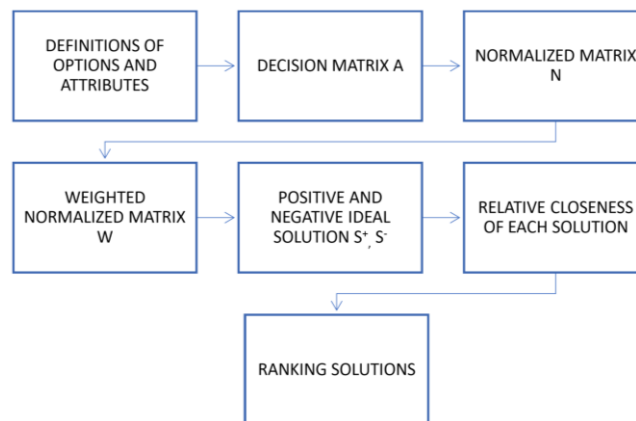 DEFINITIONS OF
OPTIONS AND
ATTRIBUTES
DECISION MATRIX A
NORMALIZED MATRIX
N
WEIGHTED
NORMALIZED MATRIX
W
POSITIVE AND
NEGATIVE IDEAL
SOLUTION S⁺, S⁻
RELATIVE CLOSENESS
OF EACH SOLUTION
RANKING SOLUTIONS